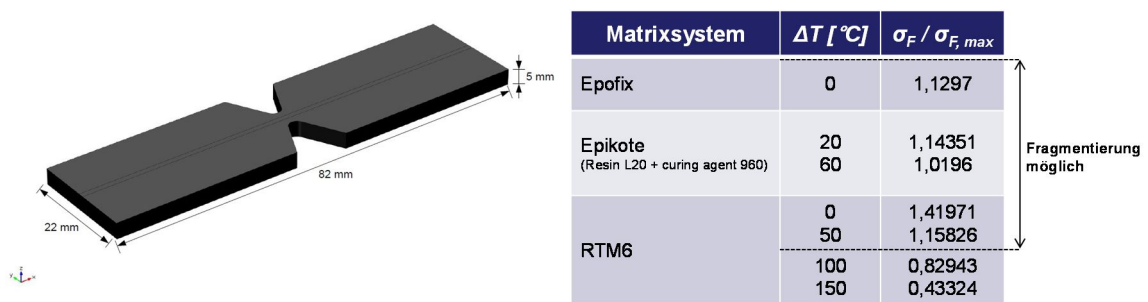 5 mm
82 mm
22 mm
z
y
x
Matrixsystem ΔT [°C] σF / σF, max
Epofix 0 1,1297
Epikote 20 1,14351
(Resin L20 + curing agent 960) 60 1,0196
RTM6 0 1,41971
50 1,15826
100 0,82943
150 0,43324
Fragmentierung
möglich